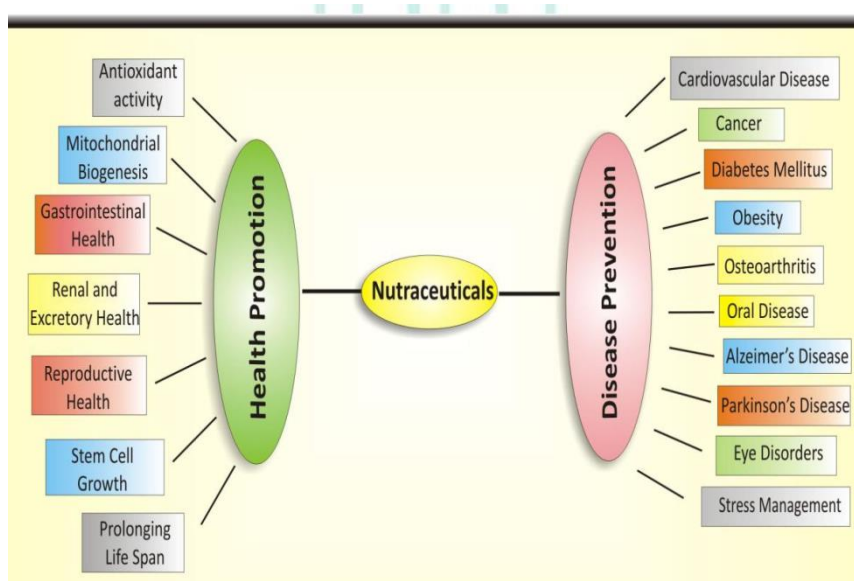 Antioxidant
activity
Mitochondrial
Biogenesis
Gastrointestinal
Health
Renal and
Excretory Health
Reproductive
Health
Stem Cell
Growth
Prolonging
Life Span
Health Promotion
Nutraceuticals
Disease Prevention
Cardiovascular Disease
Cancer
Diabetes Mellitus
Obesity
Osteoarthritis
Oral Disease
Alzeimer's Disease
Parkinson's Disease
Eye Disorders
Stress Management